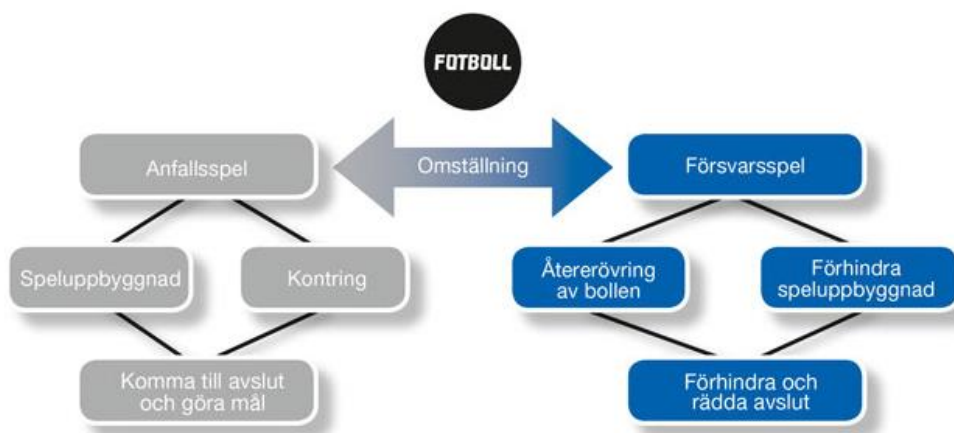 FOTBOLL
Anfallsspel
Omställning
Försvarsspel
Speluppbyggnad
Kontring
Återerövring
av bollen
Förhindra
speluppbyggnad
Komma till avslut
och göra mål
Förhindra och
rädda avslut